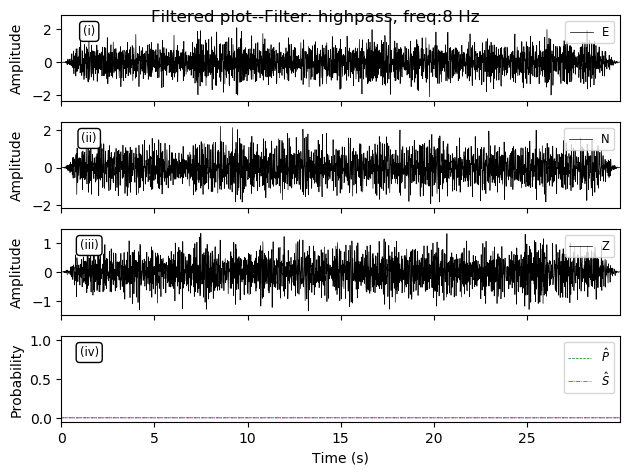 Filtered plot--Filter: highpass, freq:8 Hz
Amplitude
2
0
−2
(i)
E
Amplitude
2
0
−2
(ii)
N
Amplitude
1
0
−1
(iii)
Z
Probability
1.0
0.5
0.0
(iv)
P̂
Ŝ
0 5 10 15 20 25
Time (s)